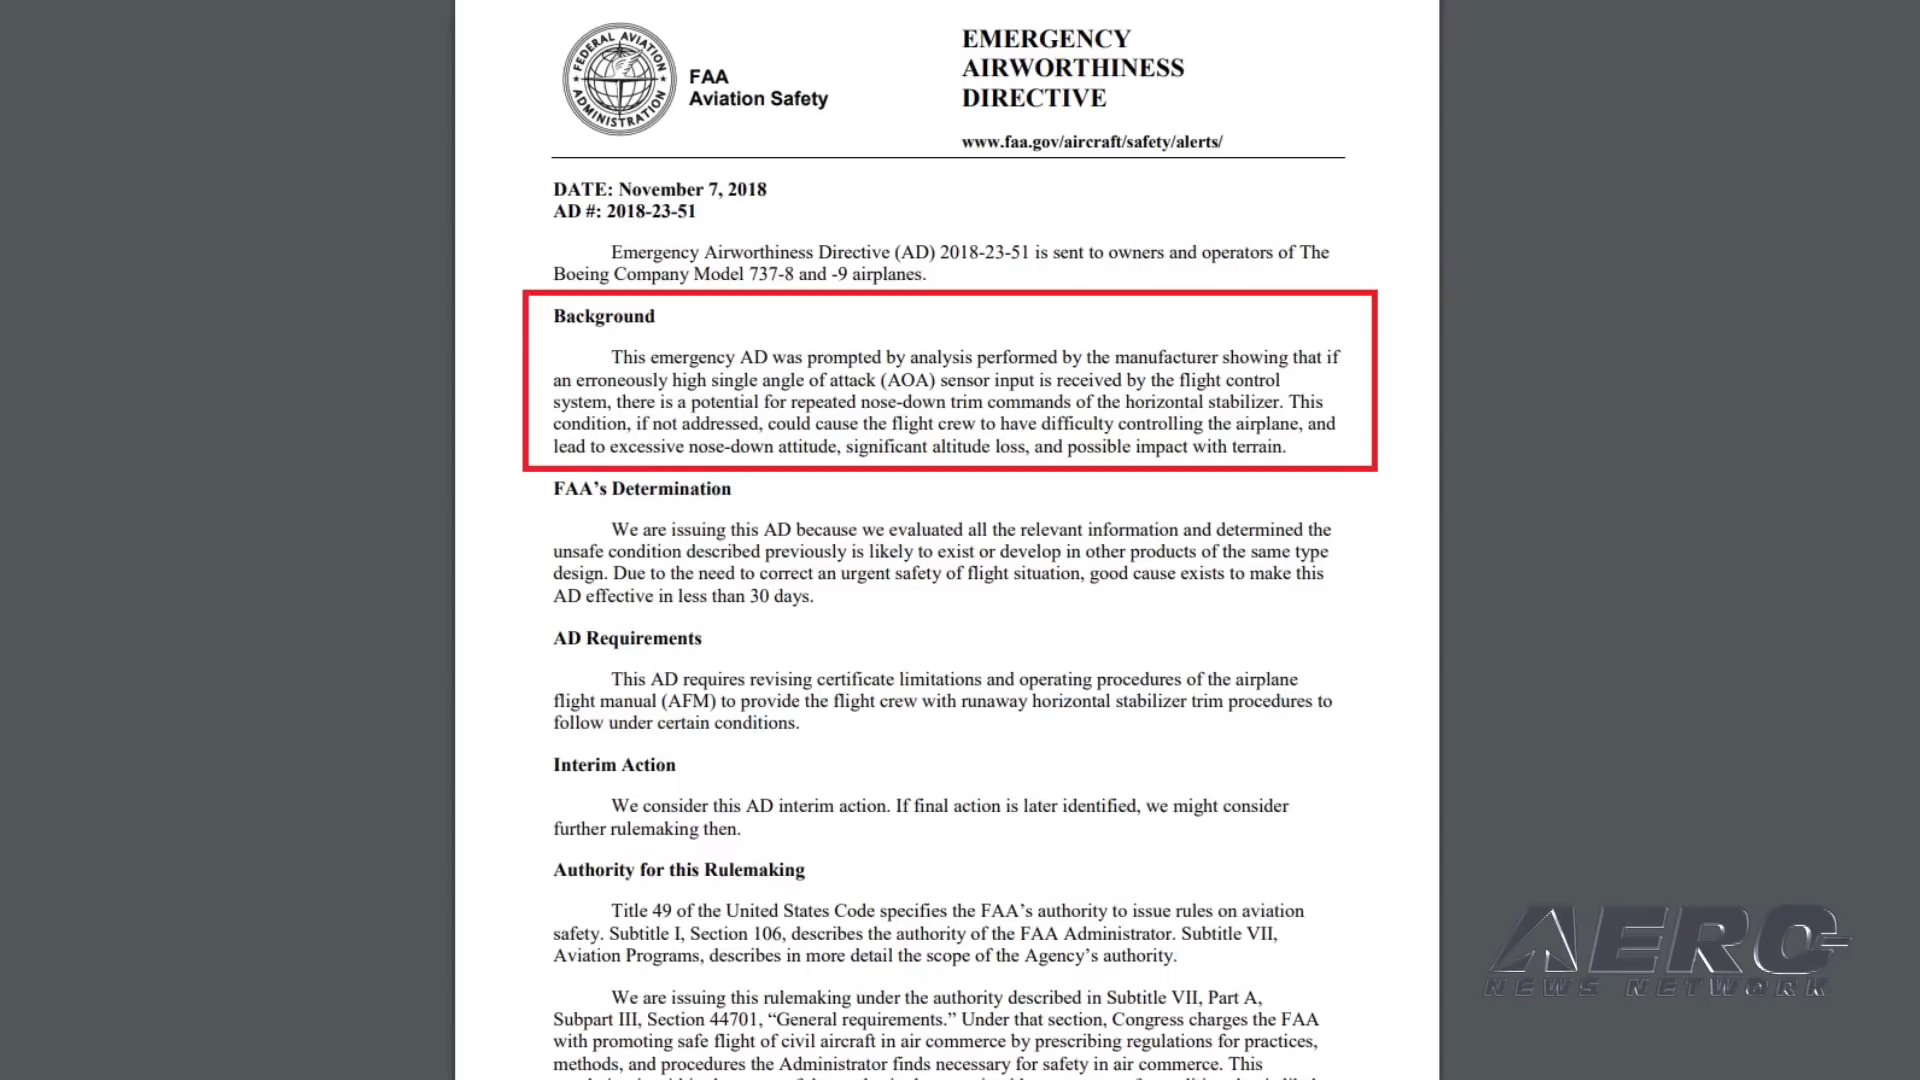 FEDERAL AVIATION
ADMINISTRATION
FAA
Aviation Safety
EMERGENCY
AIRWORTHINESS
DIRECTIVE
www.faa.gov/aircraft/safety/alerts/
DATE: November 7, 2018
AD #: 2018-23-51
Emergency Airworthiness Directive (AD) 2018-23-51 is sent to owners and operators of The
Boeing Company Model 737-8 and -9 airplanes.
Background
This emergency AD was prompted by analysis performed by the manufacturer showing that if
an erroneously high single angle of attack (AOA) sensor input is received by the flight control
system, there is a potential for repeated nose-down trim commands of the horizontal stabilizer. This
condition, if not addressed, could cause the flight crew to have difficulty controlling the airplane, and
lead to excessive nose-down attitude, significant altitude loss, and possible impact with terrain.
FAA’s Determination
We are issuing this AD because we evaluated all the relevant information and determined the
unsafe condition described previously is likely to exist or develop in other products of the same type
design. Due to the need to correct an urgent safety of flight situation, good cause exists to make this
AD effective in less than 30 days.
AD Requirements
This AD requires revising certificate limitations and operating procedures of the airplane
flight manual (AFM) to provide the flight crew with runaway horizontal stabilizer trim procedures to
follow under certain conditions.
Interim Action
We consider this AD interim action. If final action is later identified, we might consider
further rulemaking then.
Authority for this Rulemaking
Title 49 of the United States Code specifies the FAA’s authority to issue rules on aviation
safety. Subtitle I, Section 106, describes the authority of the FAA Administrator. Subtitle VII,
Aviation Programs, describes in more detail the scope of the Agency’s authority.
We are issuing this rulemaking under the authority described in Subtitle VII, Part A,
Subpart III, Section 44701, “General requirements.” Under that section, Congress charges the FAA
with promoting safe flight of civil aircraft in air commerce by prescribing regulations for practices,
methods, and procedures the Administrator finds necessary for safety in air commerce. This
AERO
NEWS NETWORK